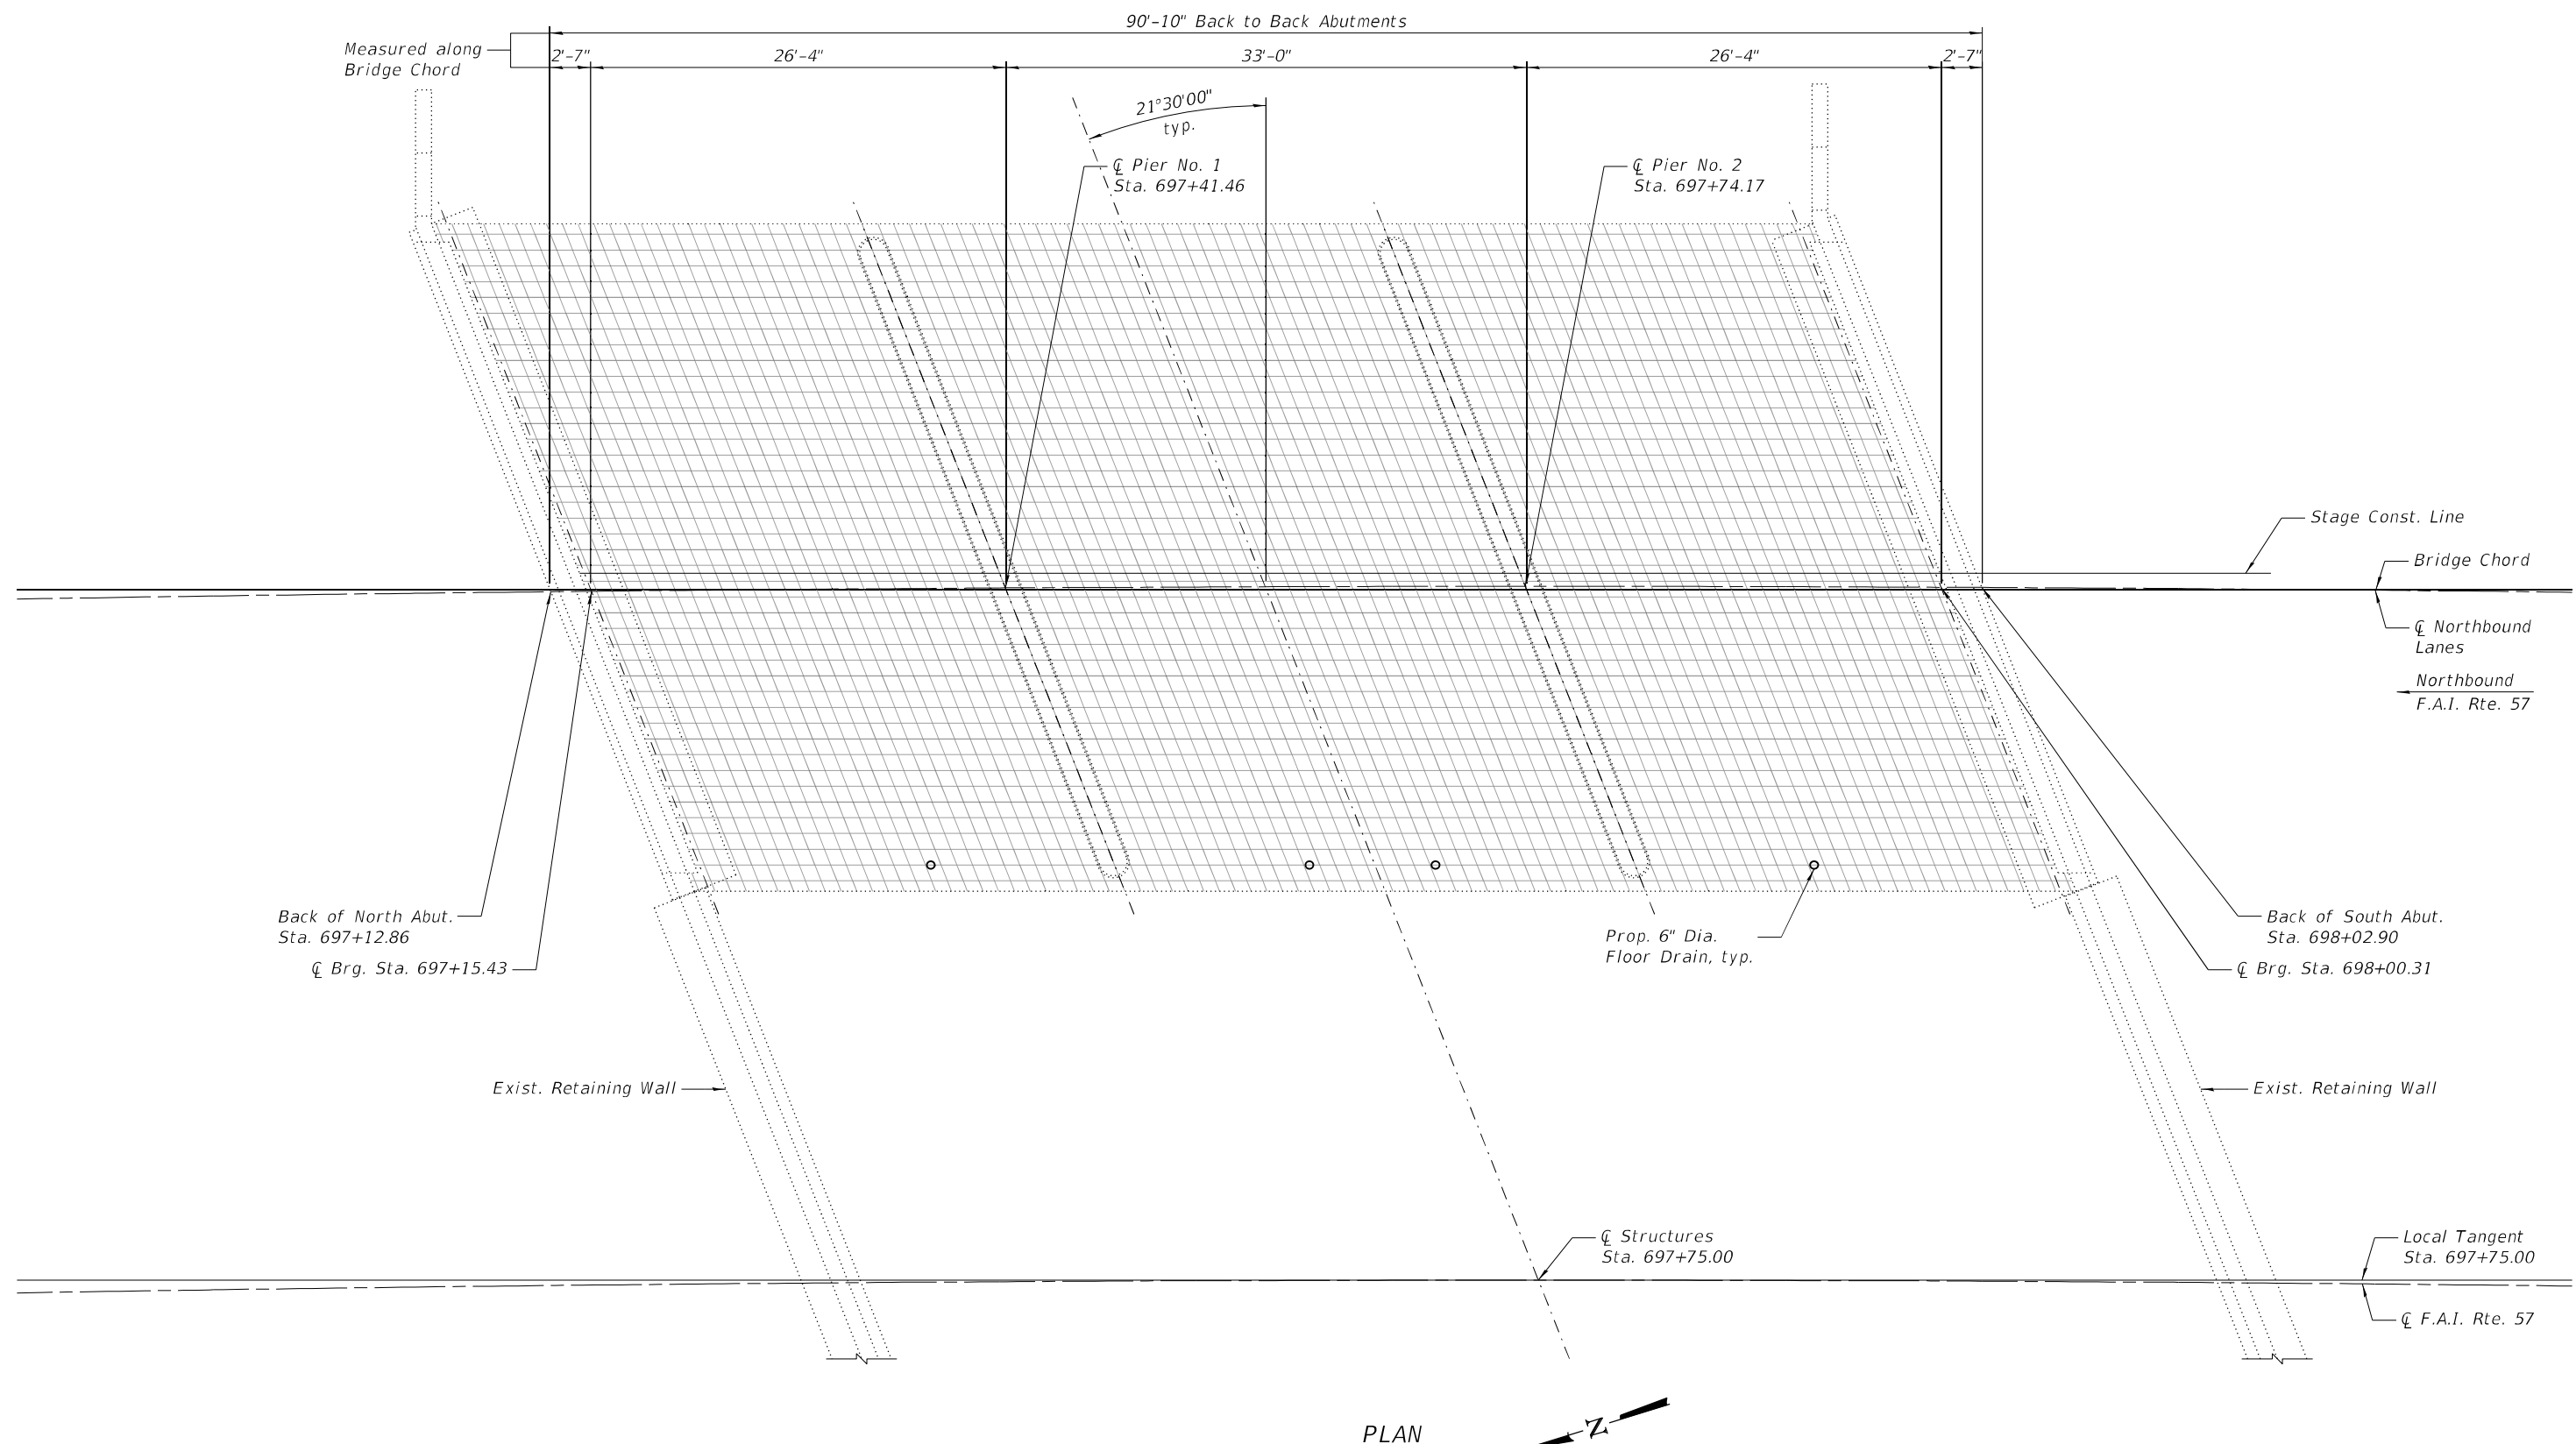 90'-10" Back to Back Abutments
Measured along
Bridge Chord
2'-7"
26'-4"
33'-0"
26'-4"
2'-7"
21°30'00"
typ.
℄ Pier No. 1
Sta. 697+41.46
℄ Pier No. 2
Sta. 697+74.17
Stage Const. Line
Bridge Chord
℄ Northbound
Lanes
Northbound
F.A.I. Rte. 57
Back of North Abut.
Sta. 697+12.86
℄ Brg. Sta. 697+15.43
Prop. 6" Dia.
Floor Drain, typ.
Back of South Abut.
Sta. 698+02.90
℄ Brg. Sta. 698+00.31
Exist. Retaining Wall
Exist. Retaining Wall
℄ Structures
Sta. 697+75.00
Local Tangent
Sta. 697+75.00
℄ F.A.I. Rte. 57
PLAN
N